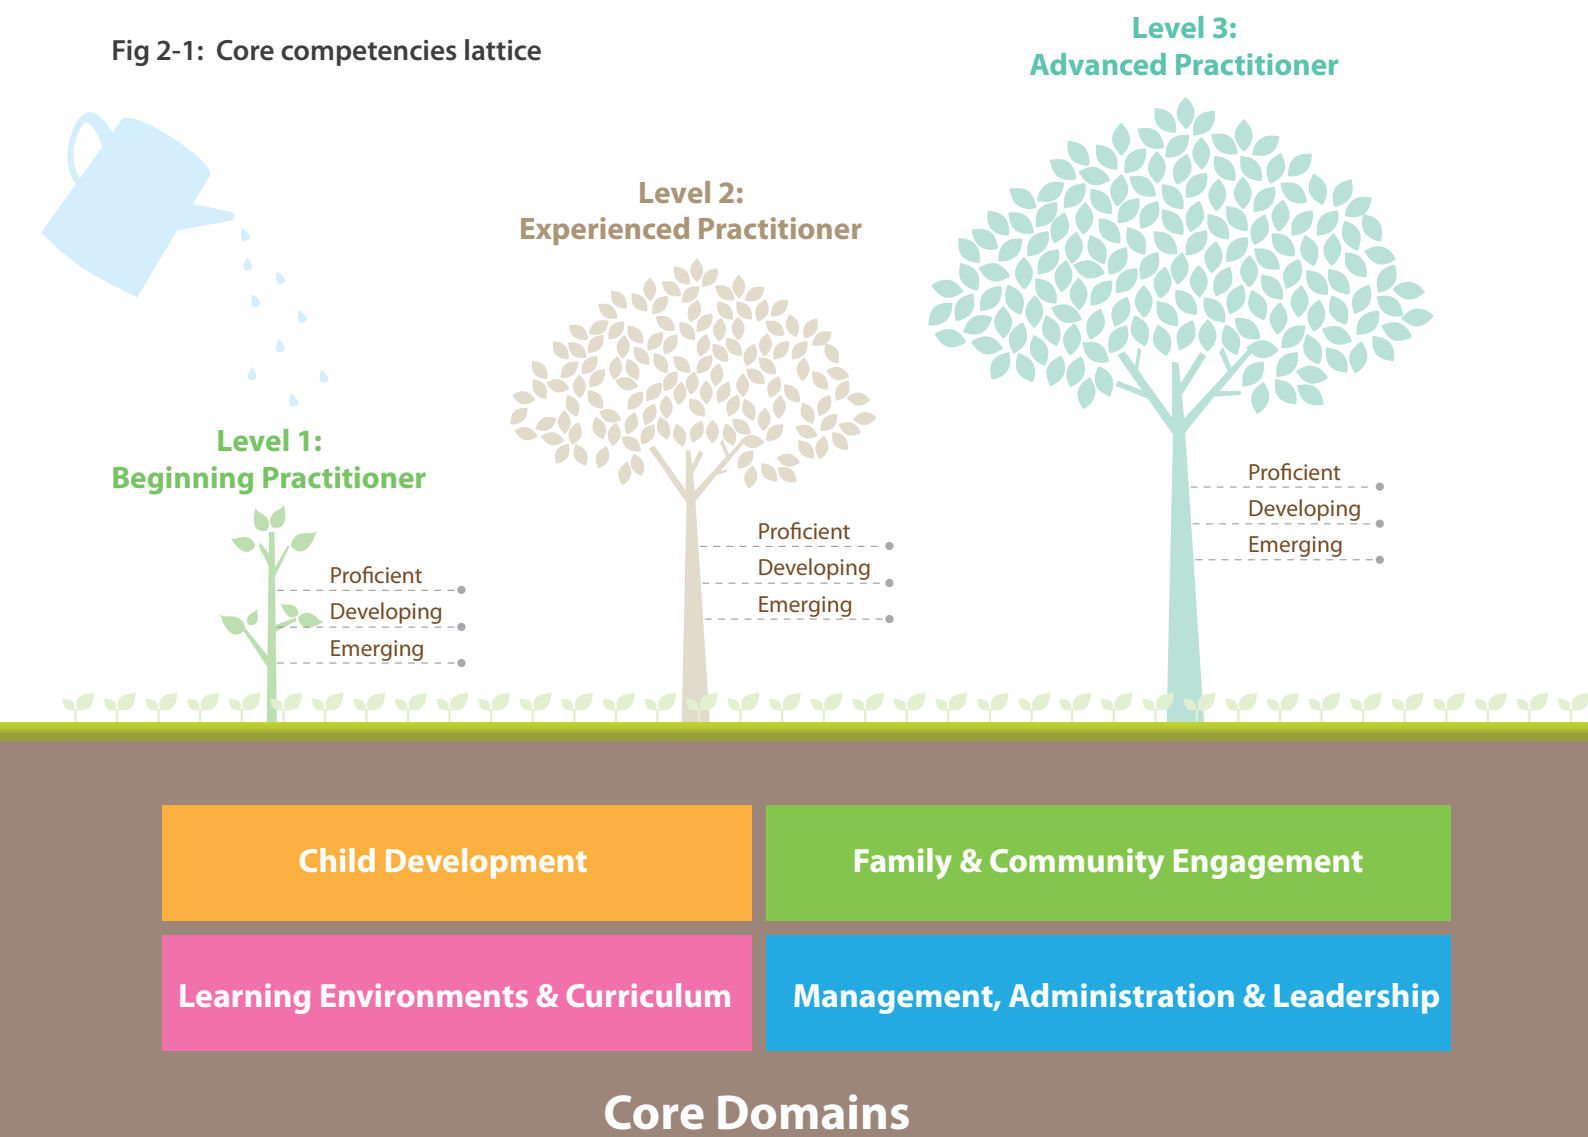 Fig 2-1:  Core competencies lattice
Level 1:
Beginning Practitioner
Proficient
Developing
Emerging
Level 2:
Experienced Practitioner
Proficient
Developing
Emerging
Level 3:
Advanced Practitioner
Proficient
Developing
Emerging
Child Development
Family & Community Engagement
Learning Environments & Curriculum
Management, Administration & Leadership
Core Domains